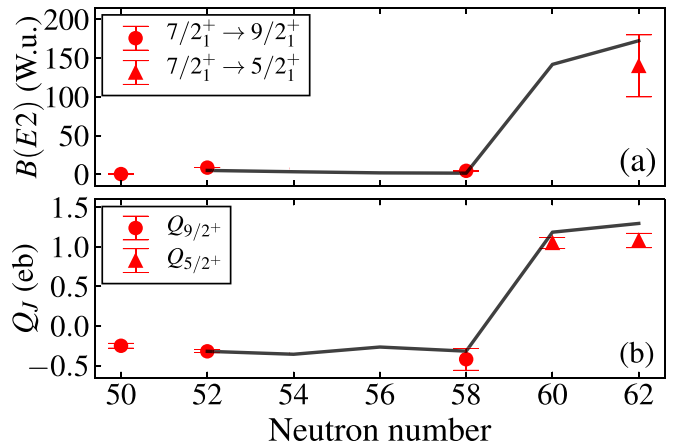 200
150
100
50
0
B(E2) (W.u.)
7/2₁⁺ → 9/2₁⁺
7/2₁⁺ → 5/2₁⁺
(a)
1.5
1.0
0.5
0.0
−0.5
Q_J (eb)
Q_{9/2⁺}
Q_{5/2⁺}
(b)
50 52 54 56 58 60 62
Neutron number